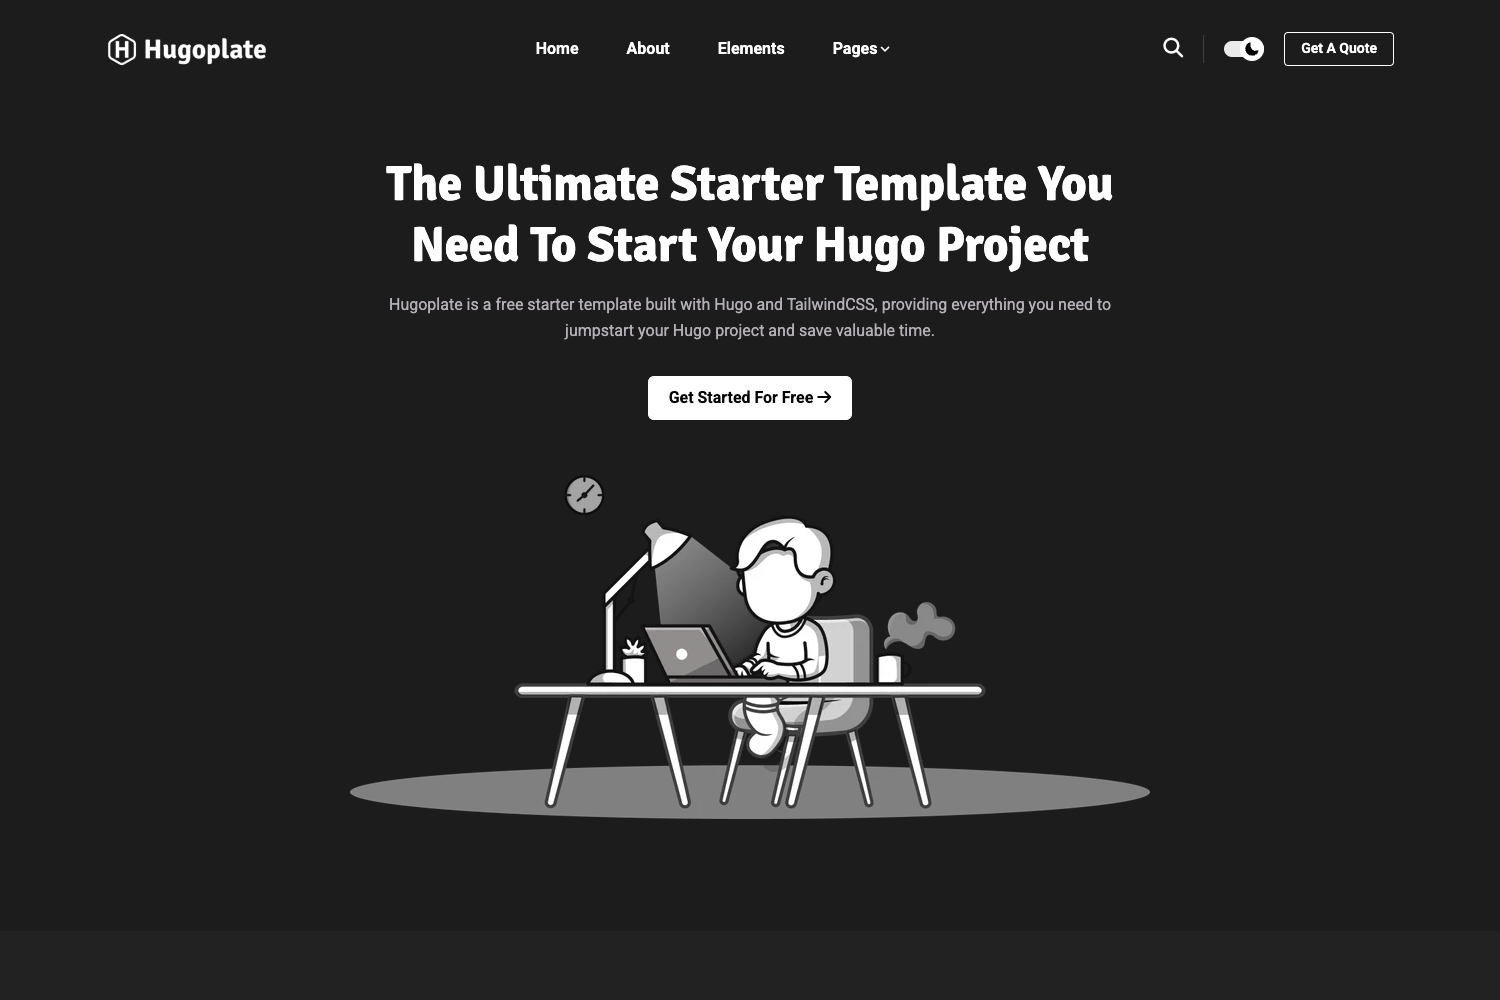 Hugoplate
Home
About
Elements
Pages
Get A Quote
The Ultimate Starter Template You
Need To Start Your Hugo Project
Hugoplate is a free starter template built with Hugo and TailwindCSS, providing everything you need to
jumpstart your Hugo project and save valuable time.
Get Started For Free →